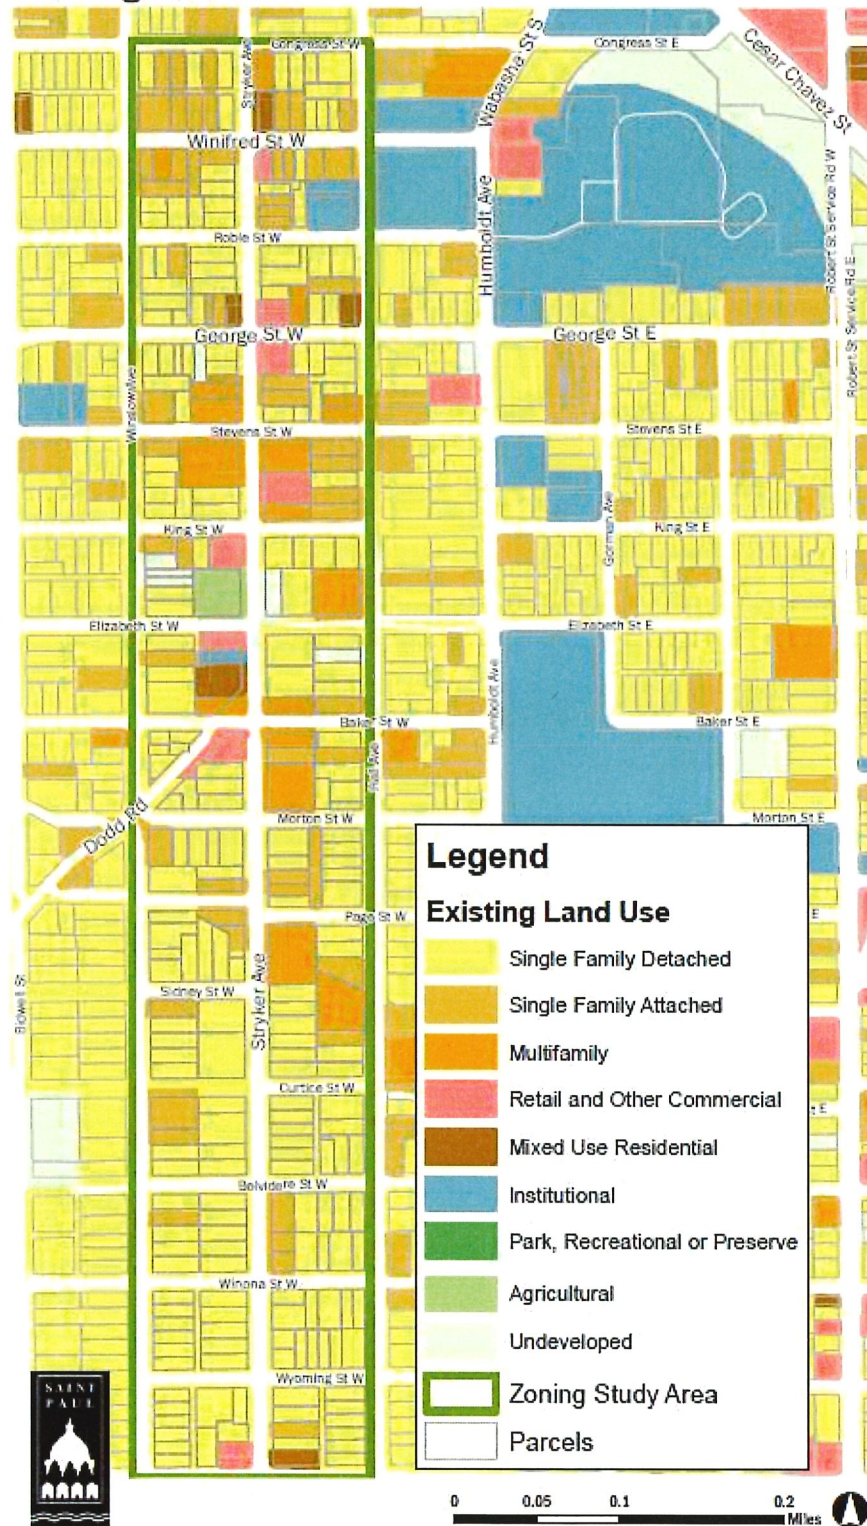 Congress St W
Congress St E
Cesar Chavez St
Wabasha St S
Stryker Ave
Winifred St W
Humboldt Ave
Robert St Service Rd W
Robert St Service Rd E
Robie St W
George St W
George St E
Winslow Ave
Stevens St W
Stevens St E
King St W
King St E
Gorman Ave
Elizabeth St W
Elizabeth St E
Humboldt Ave
Baker St W
Baker St E
Dodd Rd
Morton St W
Morton St E
Page St W
E
Bidwell St
Sidney St W
Stryker Ave
Curtice St W
E
Belvidere St W
Winona St W
Wyoming St W
Legend
Existing Land Use
Single Family Detached
Single Family Attached
Multifamily
Retail and Other Commercial
Mixed Use Residential
Institutional
Park, Recreational or Preserve
Agricultural
Undeveloped
Zoning Study Area
Parcels
SAINT
PAUL
0 0.05 0.1 0.2
Miles